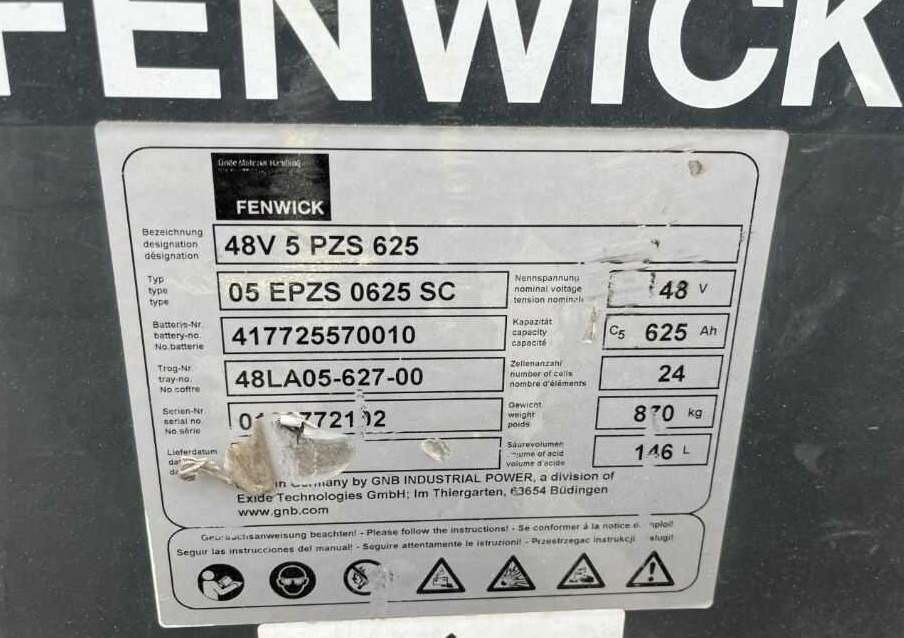 FENWICK
Linde Material Handling
FENWICK
Bezeichnung
designation
désignation
48V 5 PZS 625
Typ
type
type
05 EPZS 0625 SC
Nennspannung
nominal voltage
tension nominale
48 V
Batterie-Nr.
battery-no.
No.batterie
417725570010
Kapazität
capacity
capacité
C5 625 Ah
Trog-Nr.
tray-no.
No coffre
48LA05-627-00
Zellenanzahl
number of cells
nombre d'éléments
24
Serien-Nr.
serial no.
No série
Gewicht
weight
poids
870 kg
Lieferdatum
Säurevolumen
of acid
volume d'acide
146 L
in by GNB INDUSTRIAL POWER, a division of
Exide Technologies GmbH; Im Thiergarten, 63654 Büdingen
www.gnb.com
Gebrauchsanweisung beachten! - Please follow the instructions! - Se conformer à la notice
Seguir las instrucciones del manual! - Seguire attentamente le istruzioni! - Przestrzegac instrukcji